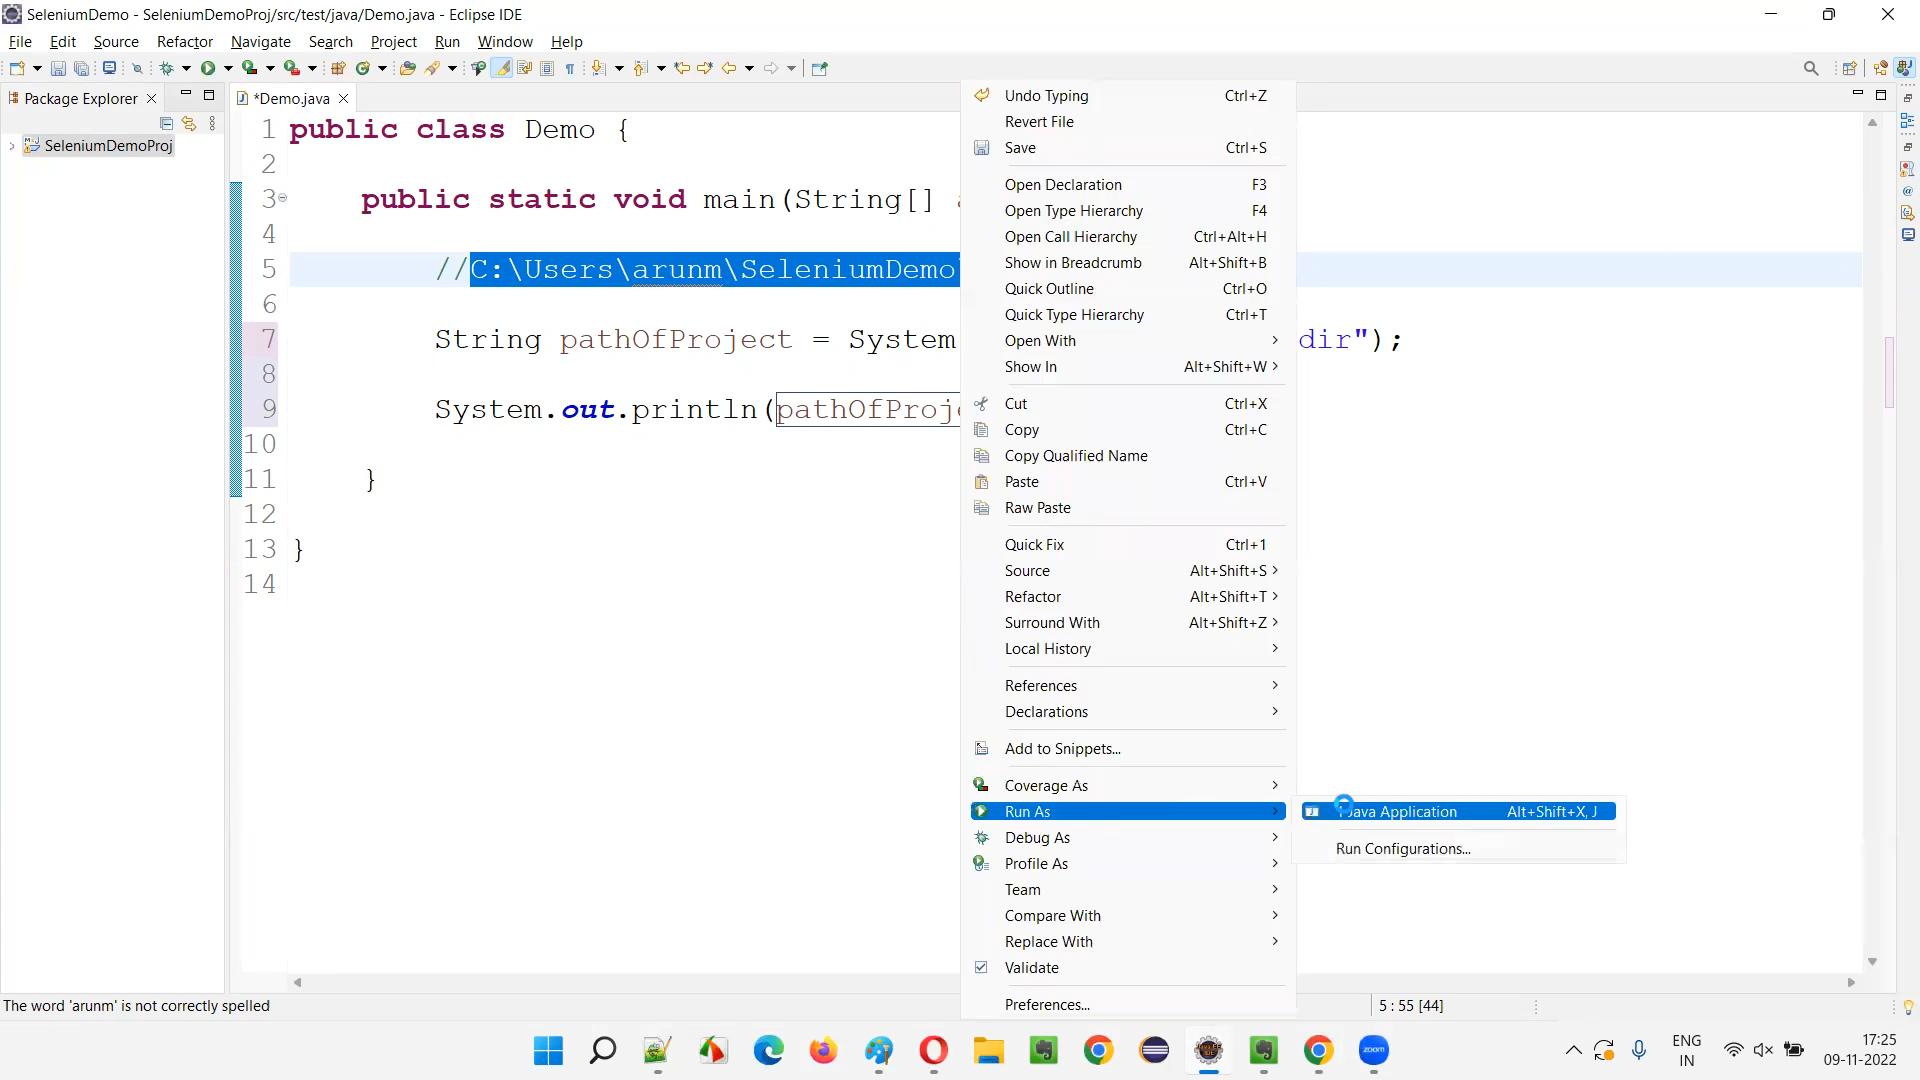 SeleniumDemo - SeleniumDemoProj/src/test/java/Demo.java - Eclipse IDE
File Edit Source Refactor Navigate Search Project Run Window Help
Package Explorer
*Demo.java
SeleniumDemoProj
1 public class Demo {
2
3 public static void main(String[]
4
5 //C:\Users\arunm\SeleniumDemo
6
7 String pathOfProject = System dir");
8
9 System.out.println(pathOfProje
10
11 }
12
13 }
14
Undo Typing Ctrl+Z
Revert File
Save Ctrl+S
Open Declaration F3
Open Type Hierarchy F4
Open Call Hierarchy Ctrl+Alt+H
Show in Breadcrumb Alt+Shift+B
Quick Outline Ctrl+O
Quick Type Hierarchy Ctrl+T
Open With
Show In Alt+Shift+W
Cut Ctrl+X
Copy Ctrl+C
Copy Qualified Name
Paste Ctrl+V
Raw Paste
Quick Fix Ctrl+1
Source Alt+Shift+S
Refactor Alt+Shift+T
Surround With Alt+Shift+Z
Local History
References
Declarations
Add to Snippets...
Coverage As
Run As
Debug As
Profile As
Team
Compare With
Replace With
Validate
Preferences...
1 Java Application Alt+Shift+X, J
Run Configurations...
The word 'arunm' is not correctly spelled
5 : 55 [44]
zoom
ENG
IN
17:25
09-11-2022